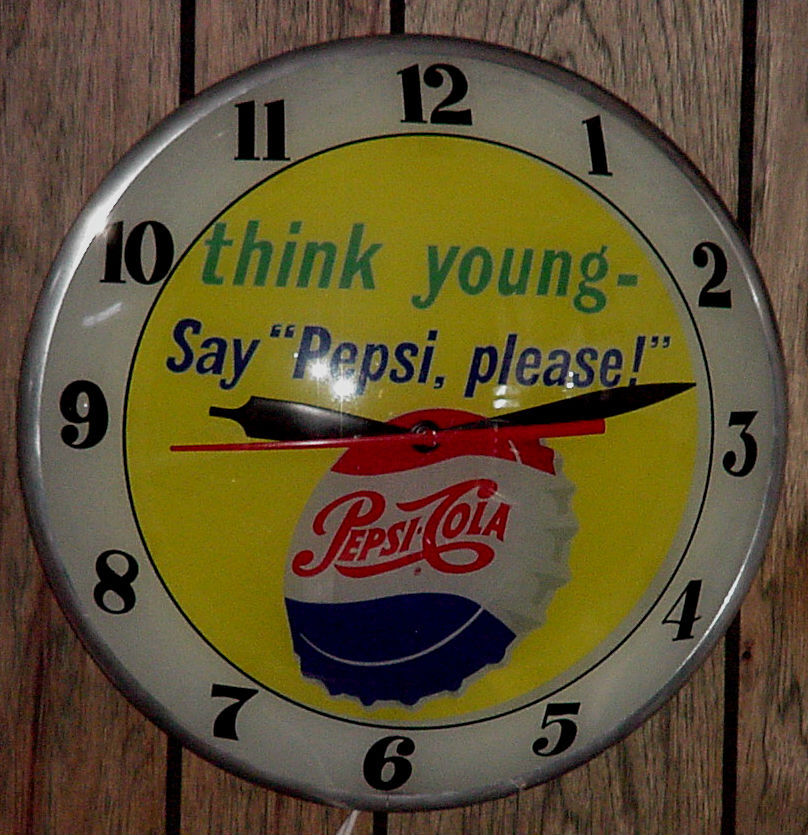 12
11 1
10 2
think young-
Say "Pepsi, please!"
9 3
PEPSI·COLA
8 4
7 5
6